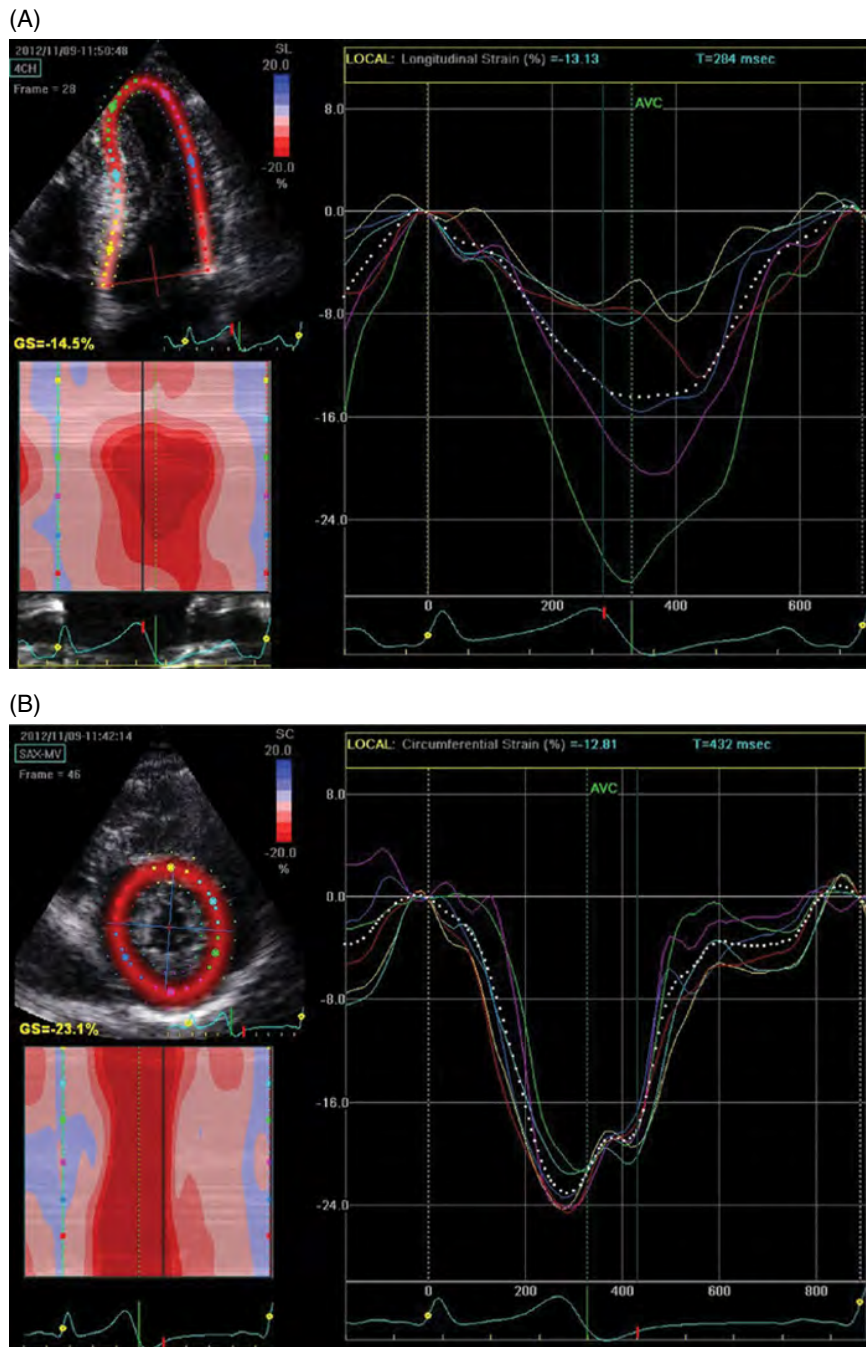 (A)
2012/11/09-11:50:48
4CH
Frame = 28
SL
20.0
-20.0
%
GS=-14.5%
LOCAL: Longitudinal Strain (%) =-13.13 T=284 msec
AVC
8.0
0.0
-8.0
-16.0
-24.0
0 200 400 600
(B)
2012/11/09-11:42:14
SAX-MV
Frame = 46
SC
20.0
-20.0
%
GS=-23.1%
LOCAL: Circumferential Strain (%) =-12.81 T=432 msec
AVC
8.0
0.0
-8.0
-16.0
-24.0
0 200 400 600 800